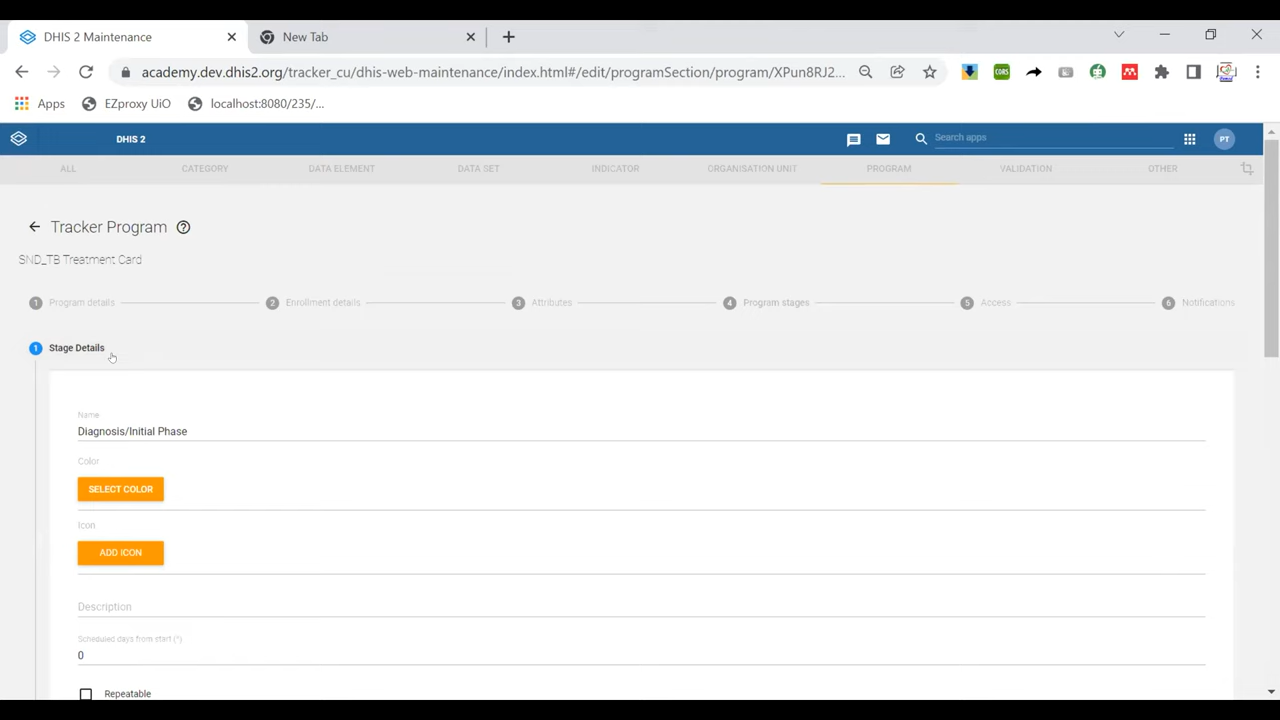 DHIS 2 Maintenance
New Tab
academy.dev.dhis2.org/tracker_cu/dhis-web-maintenance/index.html#/edit/programSection/program/XPun8RJ2...
CORS
Apps
EZproxy UiO
localhost:8080/235/...
DHIS 2
Search apps
PT
ALL
CATEGORY
DATA ELEMENT
DATA SET
INDICATOR
ORGANISATION UNIT
PROGRAM
VALIDATION
OTHER
Tracker Program
SND_TB Treatment Card
1 Program details
2 Enrollment details
3 Attributes
4 Program stages
5 Access
6 Notifications
1 Stage Details
Name
Diagnosis/Initial Phase
Color
SELECT COLOR
Icon
ADD ICON
Description
Scheduled days from start (*)
0
Repeatable